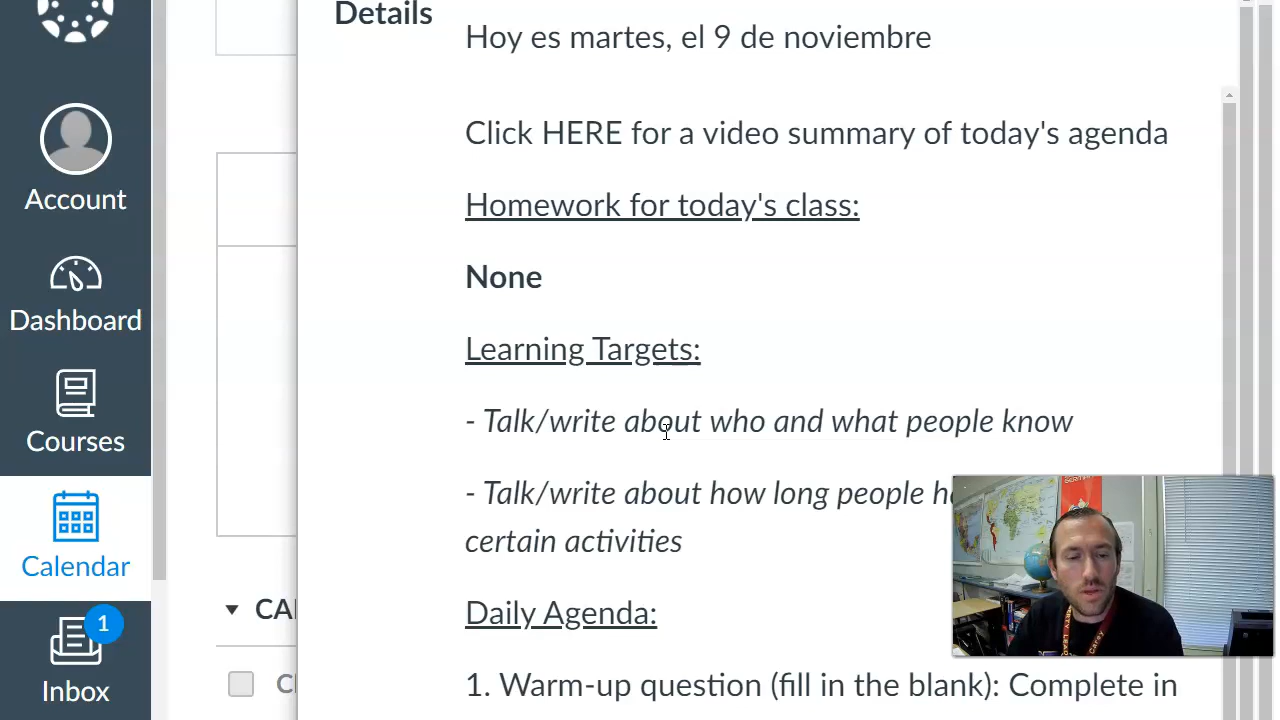 Details
Hoy es martes, el 9 de noviembre
Click HERE for a video summary of today's agenda
Homework for today's class:
None
Learning Targets:
- Talk/write about who and what people know
- Talk/write about how long people
certain activities
Daily Agenda:
1. Warm-up question (fill in the blank): Complete in
Account
Dashboard
Courses
Calendar
1
Inbox